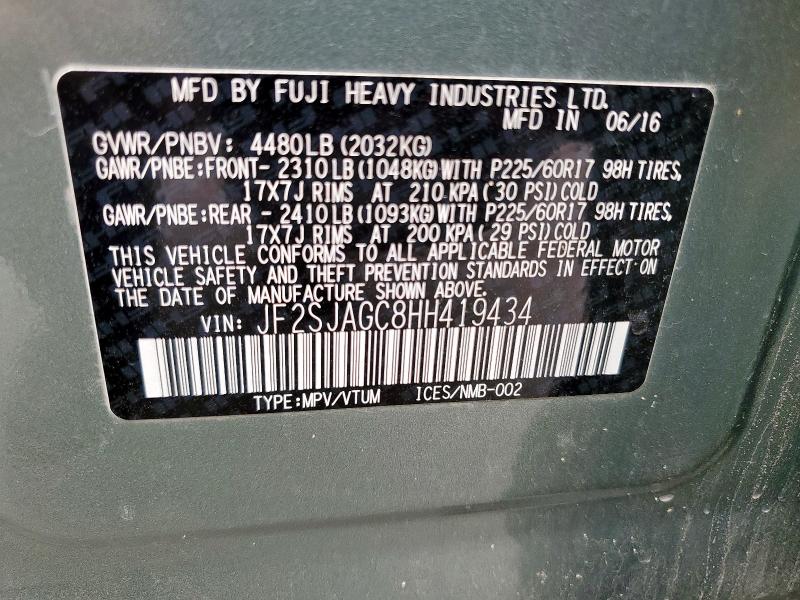 MFD BY FUJI HEAVY INDUSTRIES LTD.
MFD IN 06/16
GVWR/PNBV: 4480LB (2032KG)
GAWR/PNBE:FRONT- 2310LB (1048KG) WITH P225/60R17 98H TIRES,
17X7J RIMS AT 210 KPA (30 PSI) COLD
GAWR/PNBE:REAR - 2410LB (1093KG) WITH P225/60R17 98H TIRES,
17X7J RIMS AT 200 KPA (29 PSI) COLD
THIS VEHICLE CONFORMS TO ALL APPLICABLE FEDERAL MOTOR
VEHICLE SAFETY AND THEFT PREVENTION STANDARDS IN EFFECT ON
THE DATE OF MANUFACTURE SHOWN ABOVE.
VIN: JF2SJAGC8HH419434
TYPE:MPV/VTUM ICES/NMB-002